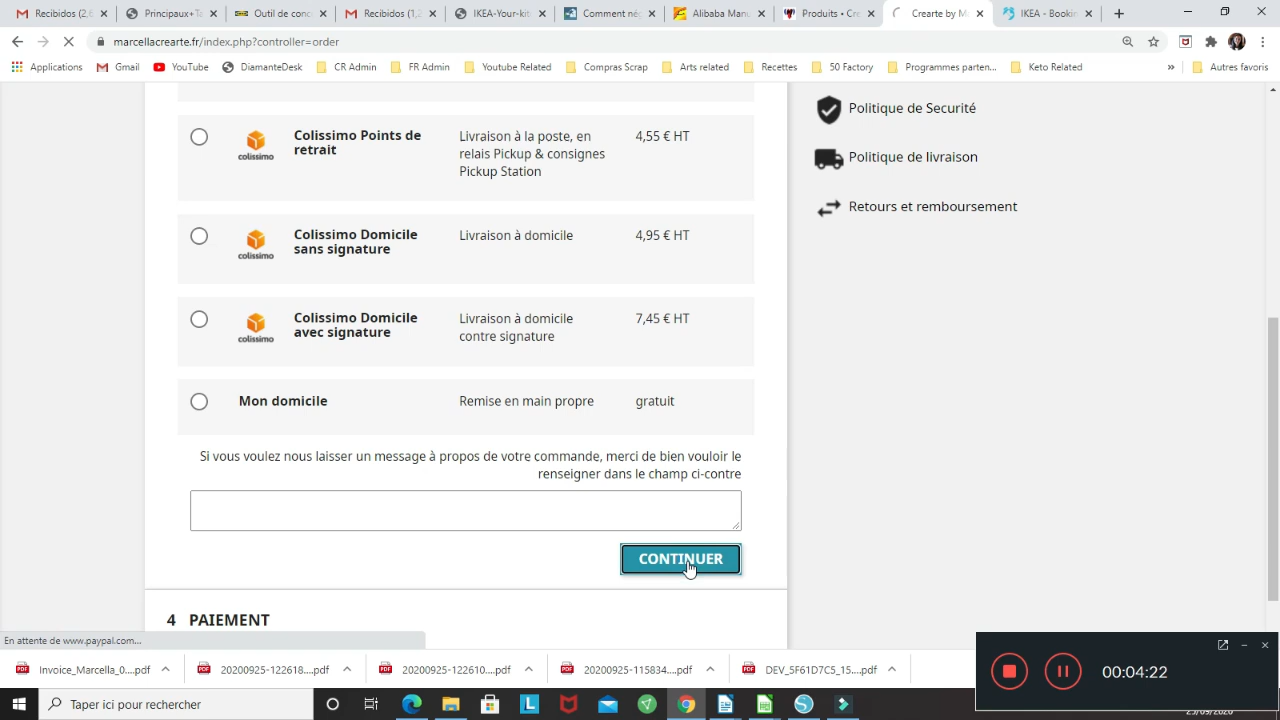 Recibidos (2 6
Principaux+Te
Outil de conc
Recibidos (1.2
IKEA-Your-kit
Comment nég
Alibaba Manu
Produits • Cre
Crearte by Ma
IKEA - Bookin
marcellacrearte.fr/index.php?controller=order
Applications
Gmail
YouTube
DiamanteDesk
CR Admin
FR Admin
Youtube Related
Compras Scrap
Arts related
Recettes
50 Factory
Programmes parten...
Keto Related
»
Autres favoris
Colissimo Points de
retrait
colissimo
Livraison à la poste, en
relais Pickup & consignes
Pickup Station
4,55 € HT
Colissimo Domicile
sans signature
colissimo
Livraison à domicile
4,95 € HT
Colissimo Domicile
avec signature
colissimo
Livraison à domicile
contre signature
7,45 € HT
Mon domicile
Remise en main propre
gratuit
Si vous voulez nous laisser un message à propos de votre commande, merci de bien vouloir le
renseigner dans le champ ci-contre
CONTINUER
4 PAIEMENT
Politique de Securité
Politique de livraison
Retours et remboursement
En attente de www.paypal.com...
Invoice_Marcella_0....pdf
20200925-122618....pdf
20200925-122610....pdf
20200925-115834....pdf
DEV_5F61D7C5_15....pdf
00:04:22
Taper ici pour rechercher
25/09/2020